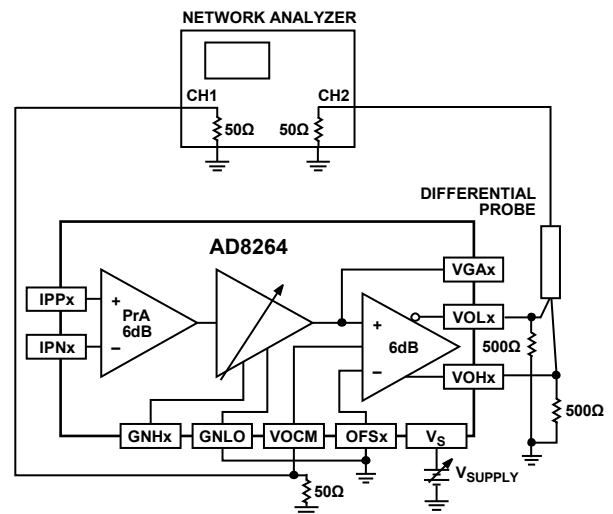 NETWORK ANALYZER
CH1
CH2
50Ω
50Ω
DIFFERENTIAL
PROBE
AD8264
VGAx
IPPx
+
PrA
6dB
+
VOLx
IPNx
–
6dB
500Ω
–
VOHx
500Ω
GNHx
GNLO
VOCM
OFSx
VS
50Ω
VSUPPLY